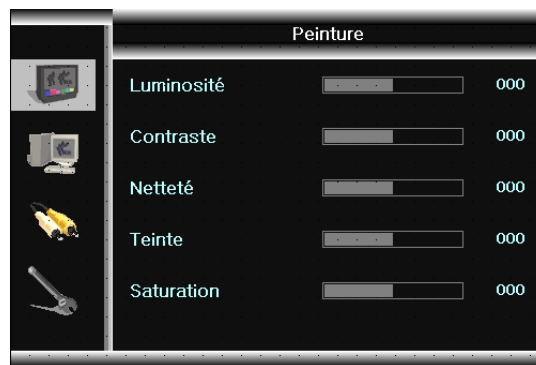 Peinture
Luminosité 000
Contraste 000
Netteté 000
Teinte 000
Saturation 000